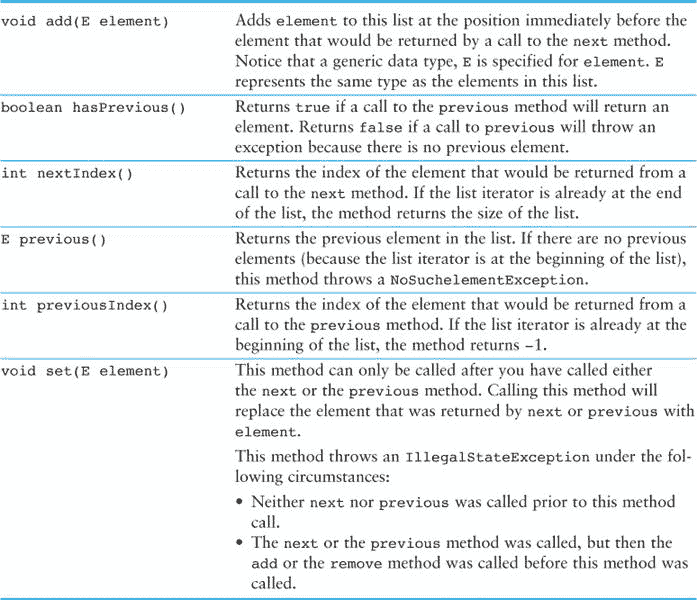 void add(E element) Adds element to this list at the position immediately before the
element that would be returned by a call to the next method.
Notice that a generic data type, E is specified for element. E
represents the same type as the elements in this list.
boolean hasPrevious() Returns true if a call to the previous method will return an
element. Returns false if a call to previous will throw an
exception because there is no previous element.
int nextIndex() Returns the index of the element that would be returned from a
call to the next method. If the list iterator is already at the end
of the list, the method returns the size of the list.
E previous() Returns the previous element in the list. If there are no previous
elements (because the list iterator is at the beginning of the list),
this method throws a NoSuchelementException.
int previousIndex() Returns the index of the element that would be returned from a
call to the previous method. If the list iterator is already at the
beginning of the list, the method returns –1.
void set(E element) This method can only be called after you have called either
the next or the previous method. Calling this method will
replace the element that was returned by next or previous with
element.
This method throws an IllegalStateException under the fol-
lowing circumstances:
• Neither next nor previous was called prior to this method
call.
• The next or the previous method was called, but then the
add or the remove method was called before this method was
called.